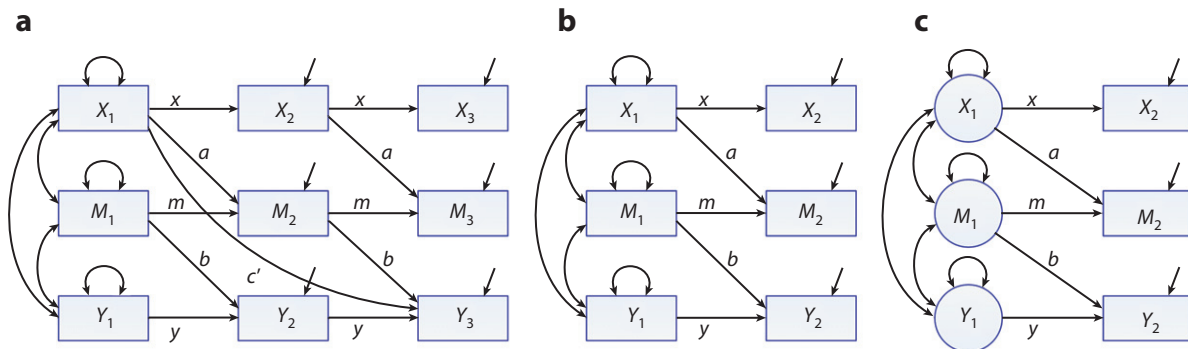 a
X1 x X2 x X3
a a
M1 m M2 m M3
b c′ b
Y1 y Y2 y Y3
b
X1 x X2
a
M1 m M2
b
Y1 y Y2
c
X1 x X2
a
M1 m M2
b
Y1 y Y2